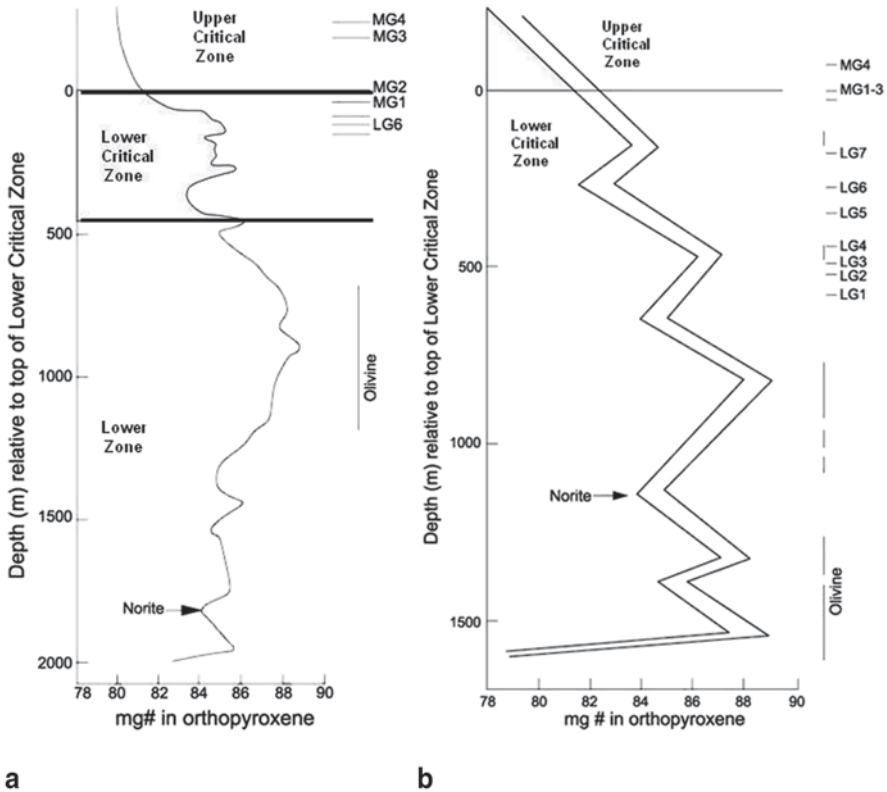 Upper
Critical
Zone
MG4
MG3
0
MG2
MG1
LG6
Lower
Critical
Zone
500
1000
Olivine
Lower
Zone
1500
Norite
2000
Depth (m) relative to top of Lower Critical Zone
78 80 82 84 86 88 90
mg# in orthopyroxene
a
Upper
Critical
Zone
MG4
0
MG1-3
Lower
Critical
Zone
LG7
LG6
LG5
LG4
500
LG3
LG2
LG1
1000
Norite
Olivine
1500
Depth (m) relative to top of Lower Critical Zone
78 80 82 84 86 88 90
mg # in orthopyroxene
b